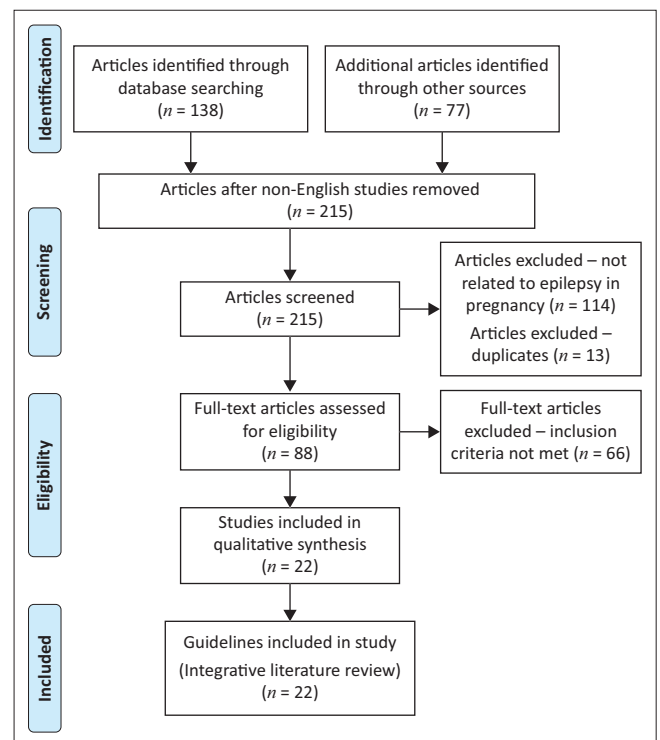 Identification
Articles identified through
database searching
(n = 138)
Additional articles identified
through other sources
(n = 77)
Articles after non-English studies removed
(n = 215)
Screening
Articles screened
(n = 215)
Articles excluded – not
related to epilepsy in
pregnancy (n = 114)
Articles excluded –
duplicates (n = 13)
Eligibility
Full-text articles assessed
for eligibility
(n = 88)
Full-text articles
excluded – inclusion
criteria not met (n = 66)
Studies included in
qualitative synthesis
(n = 22)
Included
Guidelines included in study
(Integrative literature review)
(n = 22)